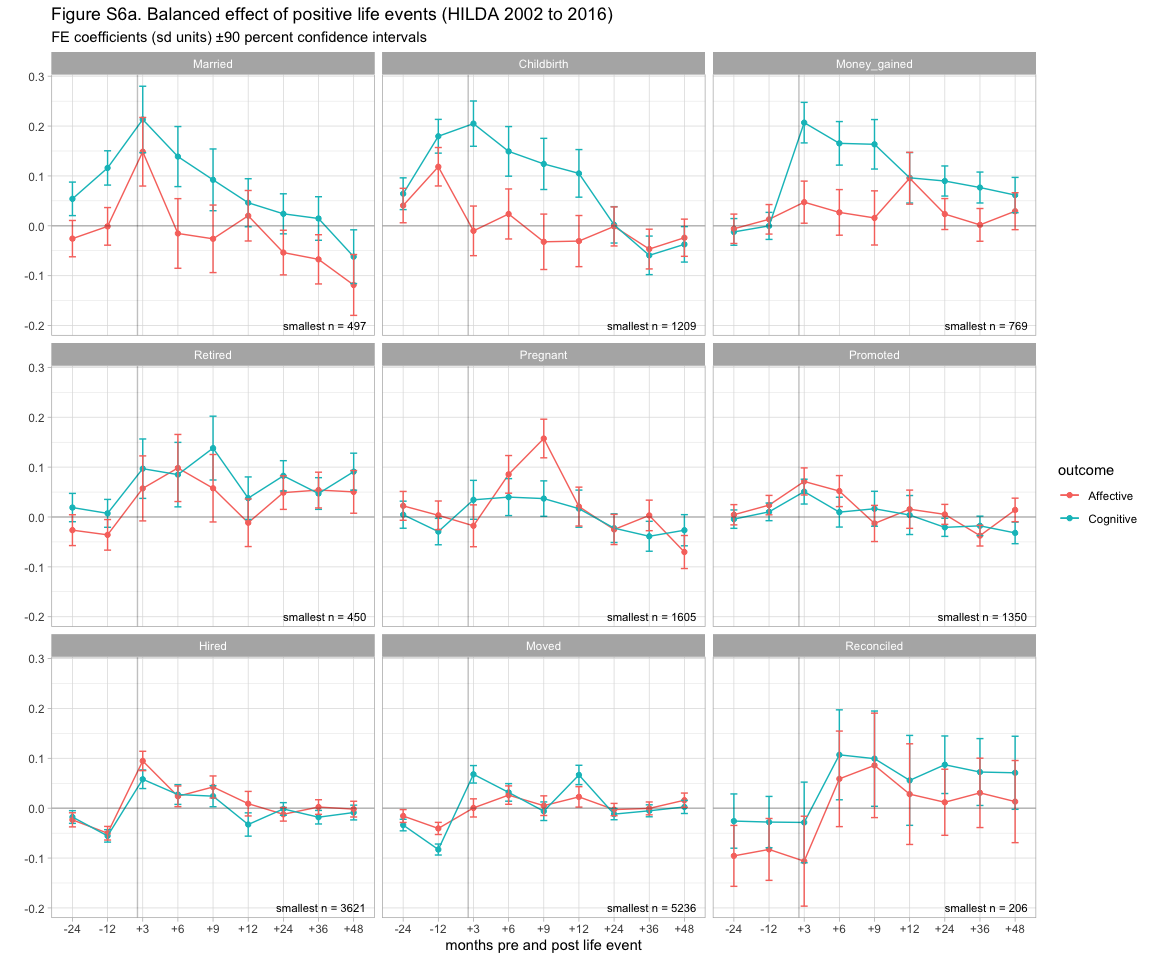 Figure S6a. Balanced effect of positive life events (HILDA 2002 to 2016)
FE coefficients (sd units) ±90 percent confidence intervals
Married Childbirth Money_gained
0.3
0.2
0.1
0.0
-0.1
-0.2
smallest n = 497 smallest n = 1209 smallest n = 769
Retired Pregnant Promoted
0.3
0.2
0.1
0.0
-0.1
-0.2
smallest n = 450 smallest n = 1605 smallest n = 1350
Hired Moved Reconciled
0.3
0.2
0.1
0.0
-0.1
-0.2
smallest n = 3621 smallest n = 5236 smallest n = 206
-24 -12 +3 +6 +9 +12 +24 +36 +48 -24 -12 +3 +6 +9 +12 +24 +36 +48 -24 -12 +3 +6 +9 +12 +24 +36 +48
months pre and post life event
outcome
Affective
Cognitive